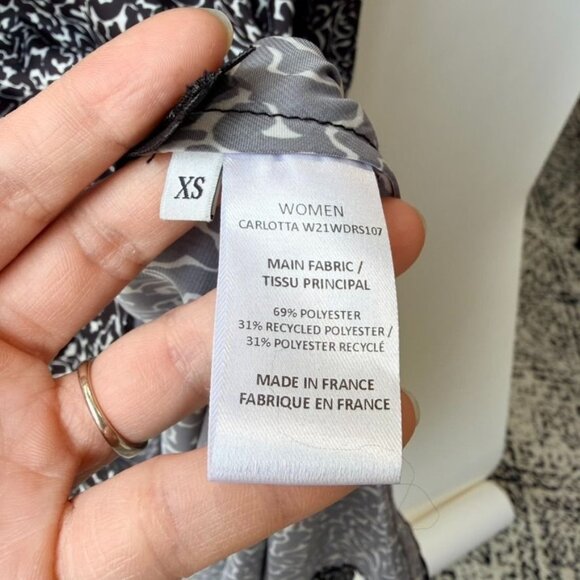 XS
WOMEN
CARLOTTA W21WDRS107
MAIN FABRIC /
TISSU PRINCIPAL
69% POLYESTER
31% RECYCLED POLYESTER /
31% POLYESTER RECYCLÉ
MADE IN FRANCE
FABRIQUE EN FRANCE